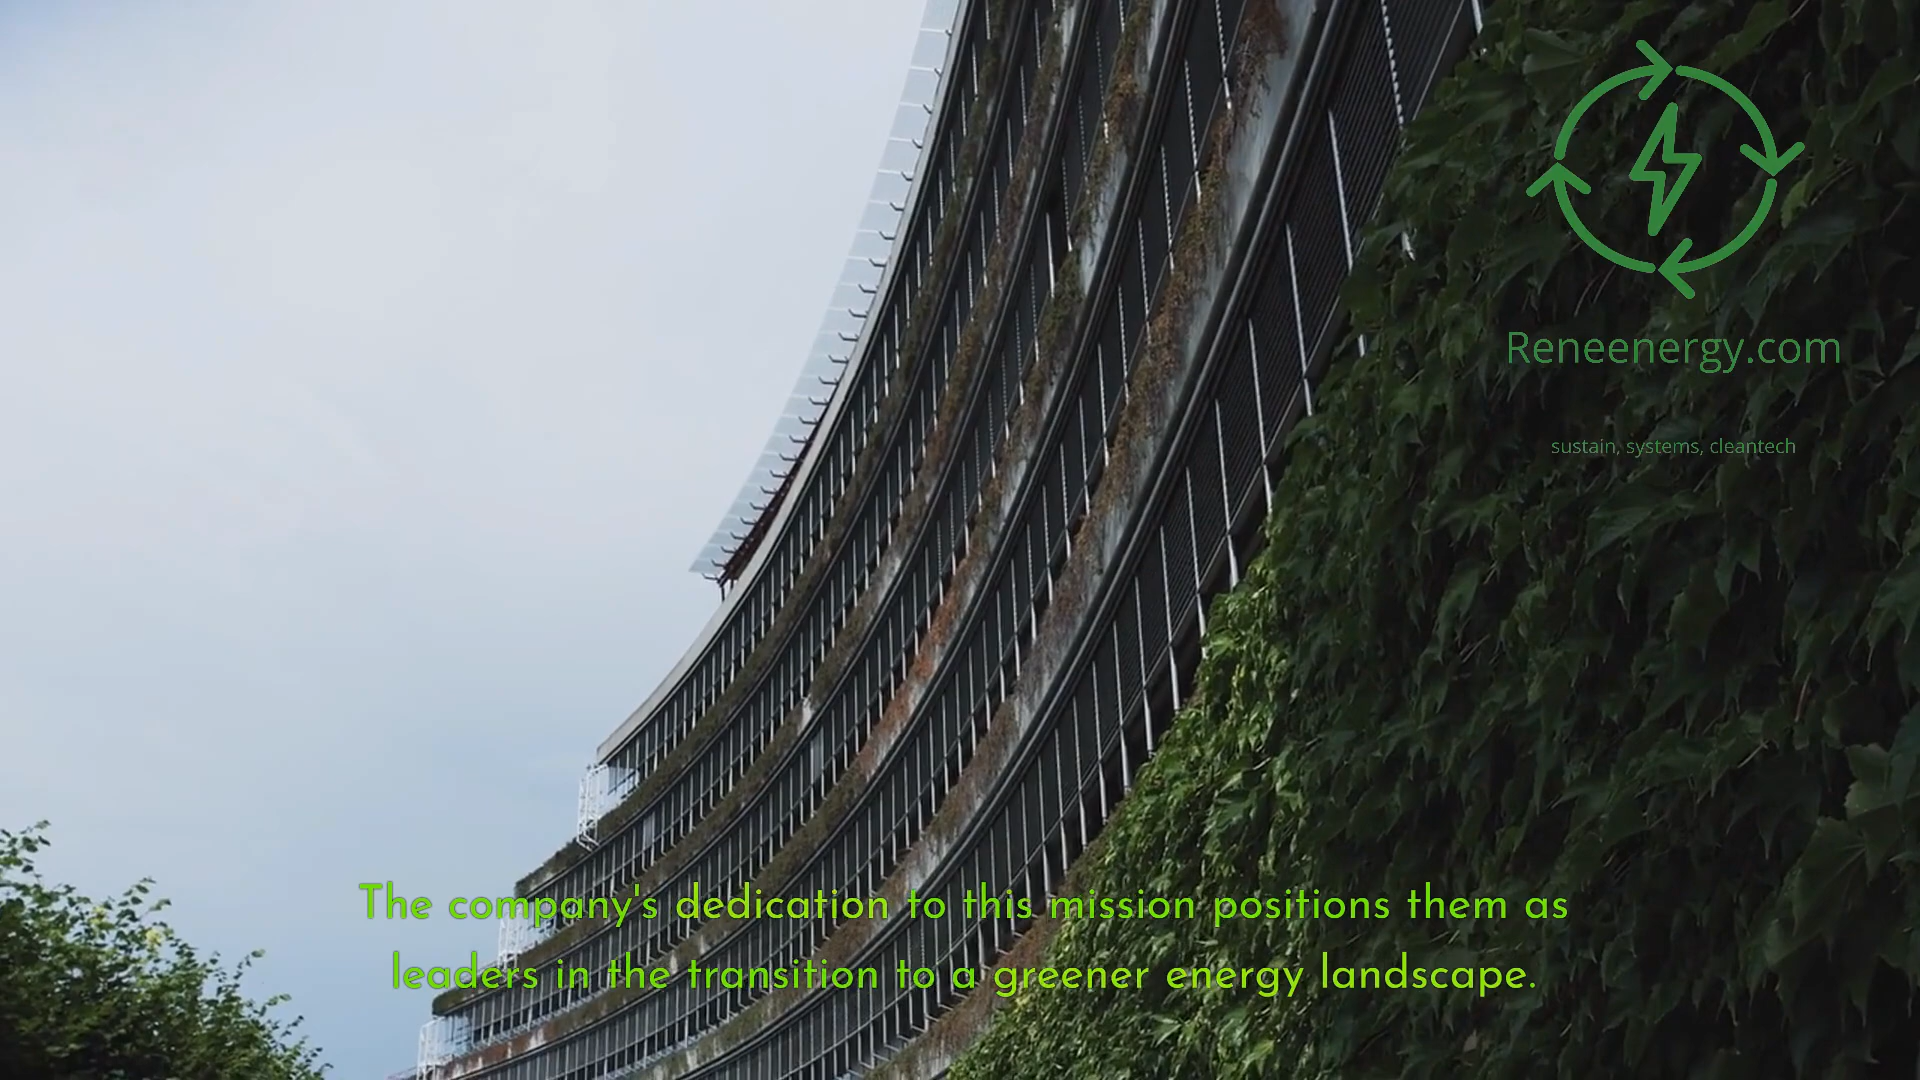 Reneenergy.com
sustain, systems, cleantech
The company's dedication to this mission positions them as
leaders in the transition to a greener energy landscape.